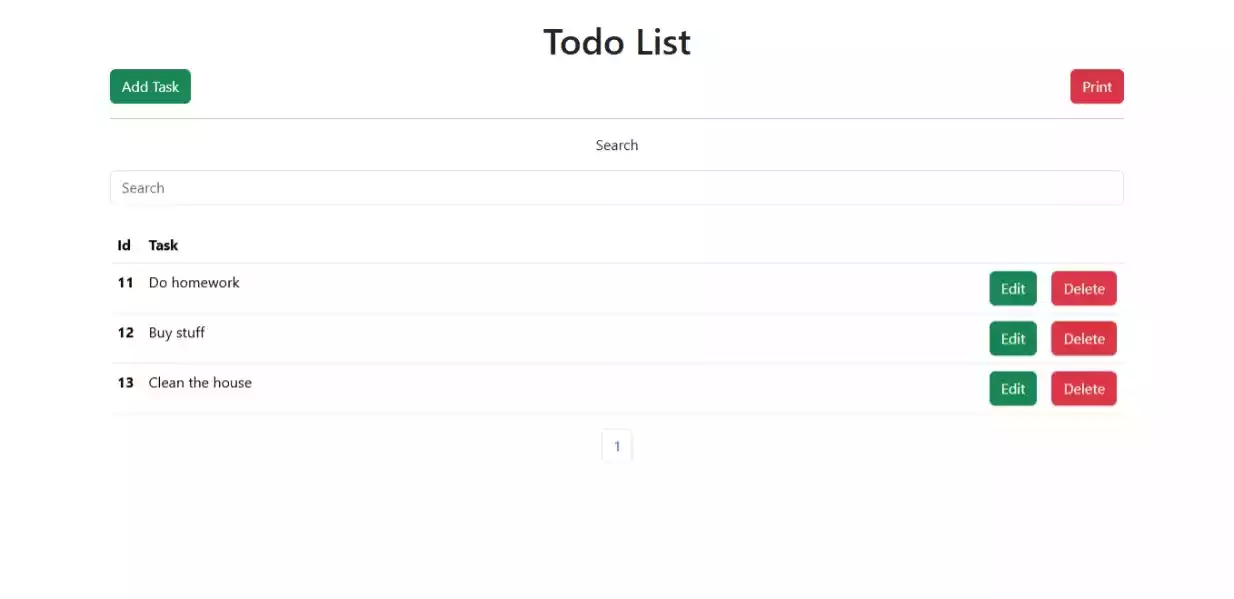 Todo List
Add Task Print
Search
Search
Id Task
11 Do homework Edit Delete
12 Buy stuff Edit Delete
13 Clean the house Edit Delete
1